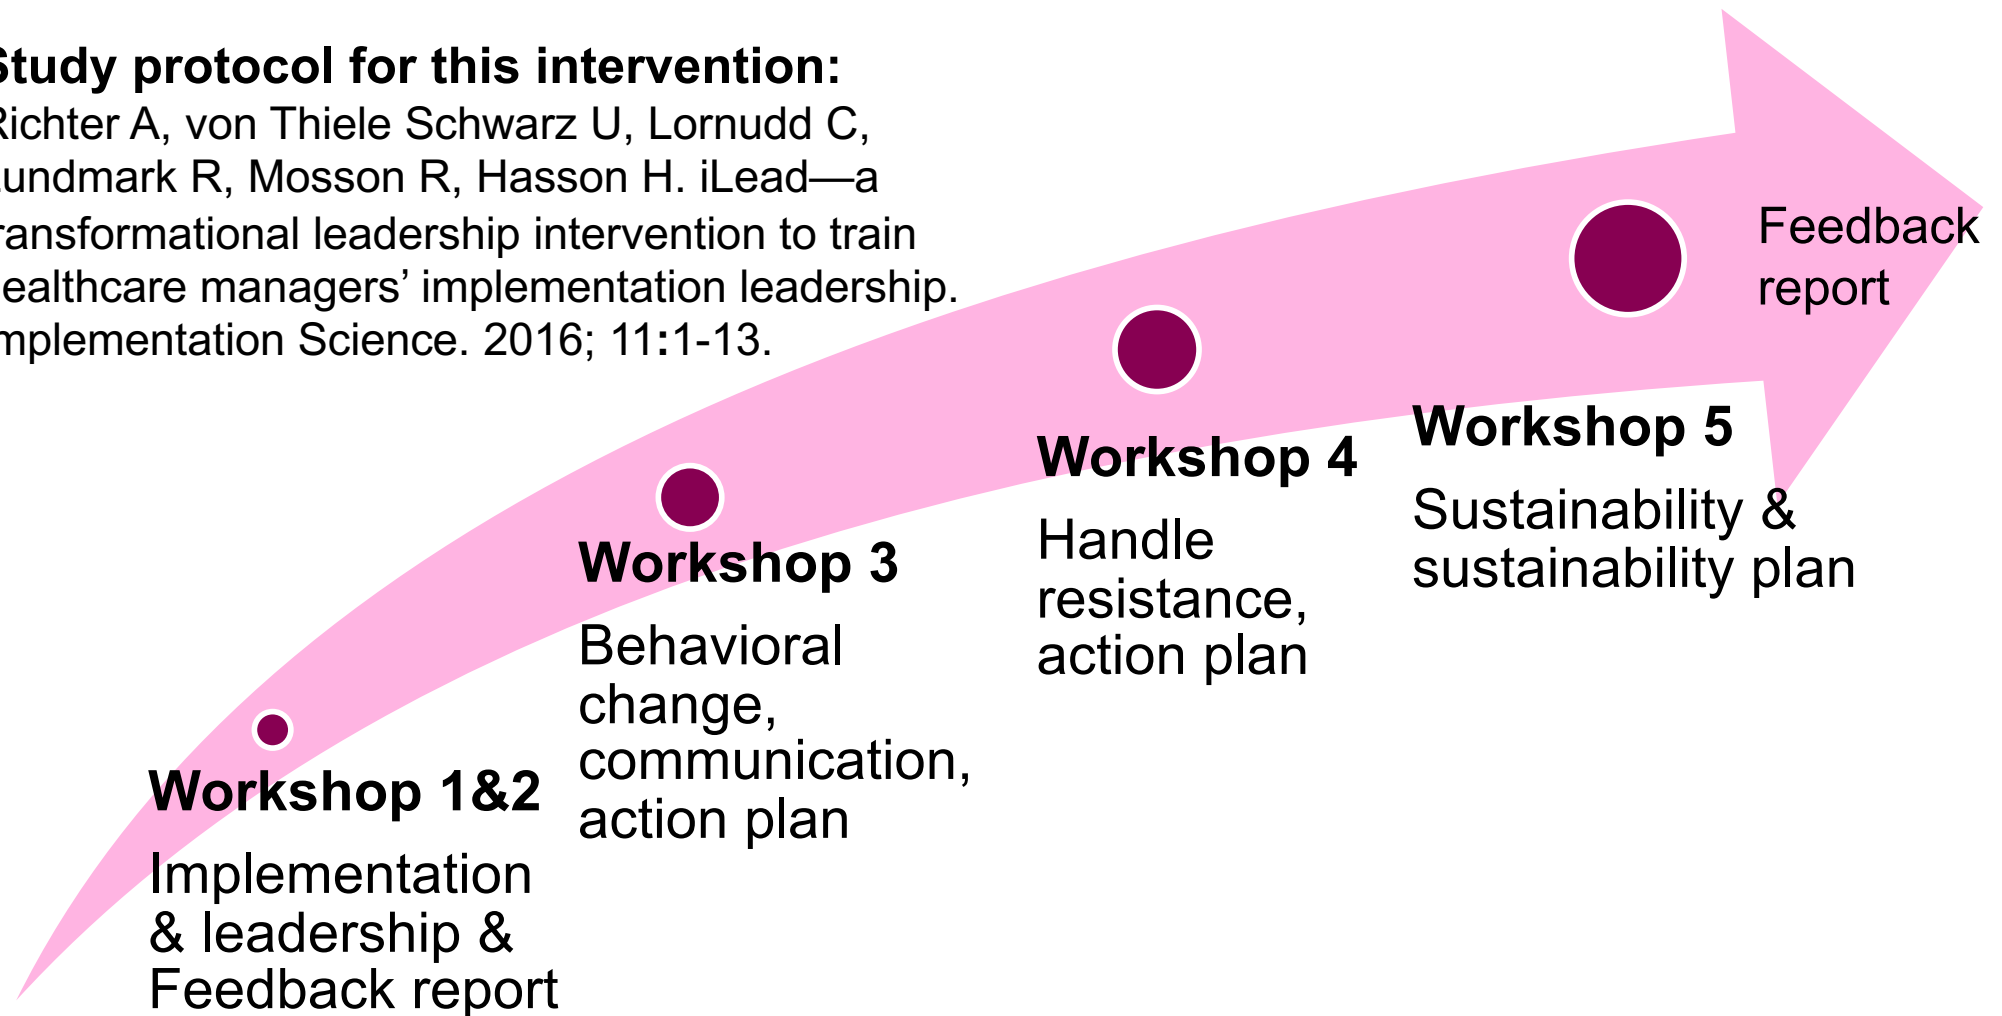 Study protocol for this intervention:
Richter A, von Thiele Schwarz U, Lornudd C,
Lundmark R, Mosson R, Hasson H. iLead—a
ransformational leadership intervention to train
ealthcare managers’ implementation leadership.
mplementation Science. 2016; 11:1-13.
Workshop 1&2
Implementation
& leadership &
Feedback report
Workshop 3
Behavioral
change,
communication,
action plan
Workshop 4
Handle
resistance,
action plan
Workshop 5
Sustainability &
sustainability plan
Feedback
report